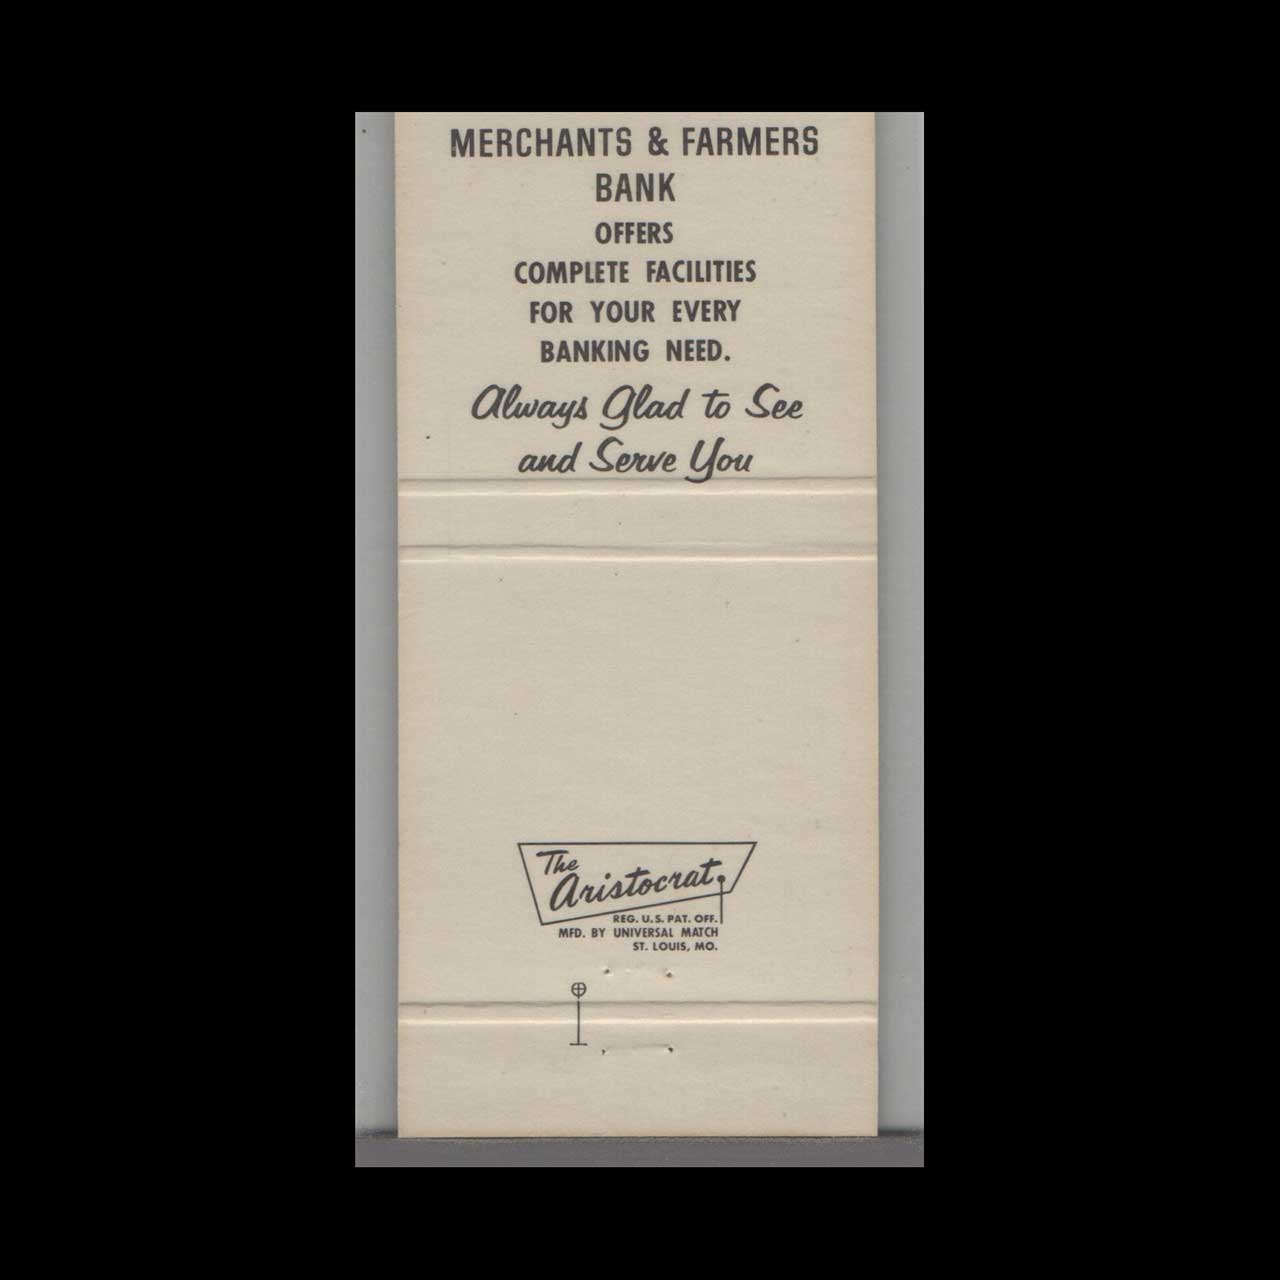 MERCHANTS & FARMERS
BANK
OFFERS
COMPLETE FACILITIES
FOR YOUR EVERY
BANKING NEED.
Always Glad to See
and Serve You
The
Aristocrat
REG. U.S. PAT. OFF.
MFD. BY UNIVERSAL MATCH
ST. LOUIS, MO.